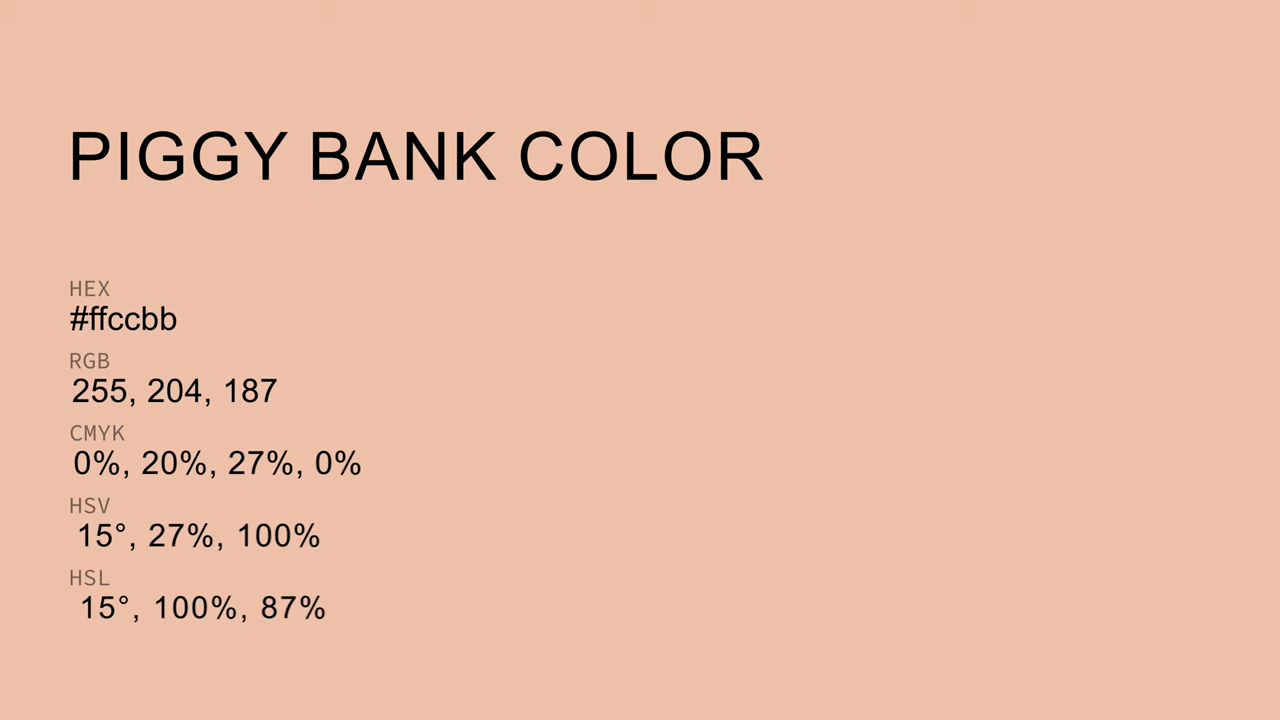 PIGGY BANK COLOR
HEX
#ffccbb
RGB
255, 204, 187
CMYK
0%, 20%, 27%, 0%
HSV
15°, 27%, 100%
HSL
15°, 100%, 87%